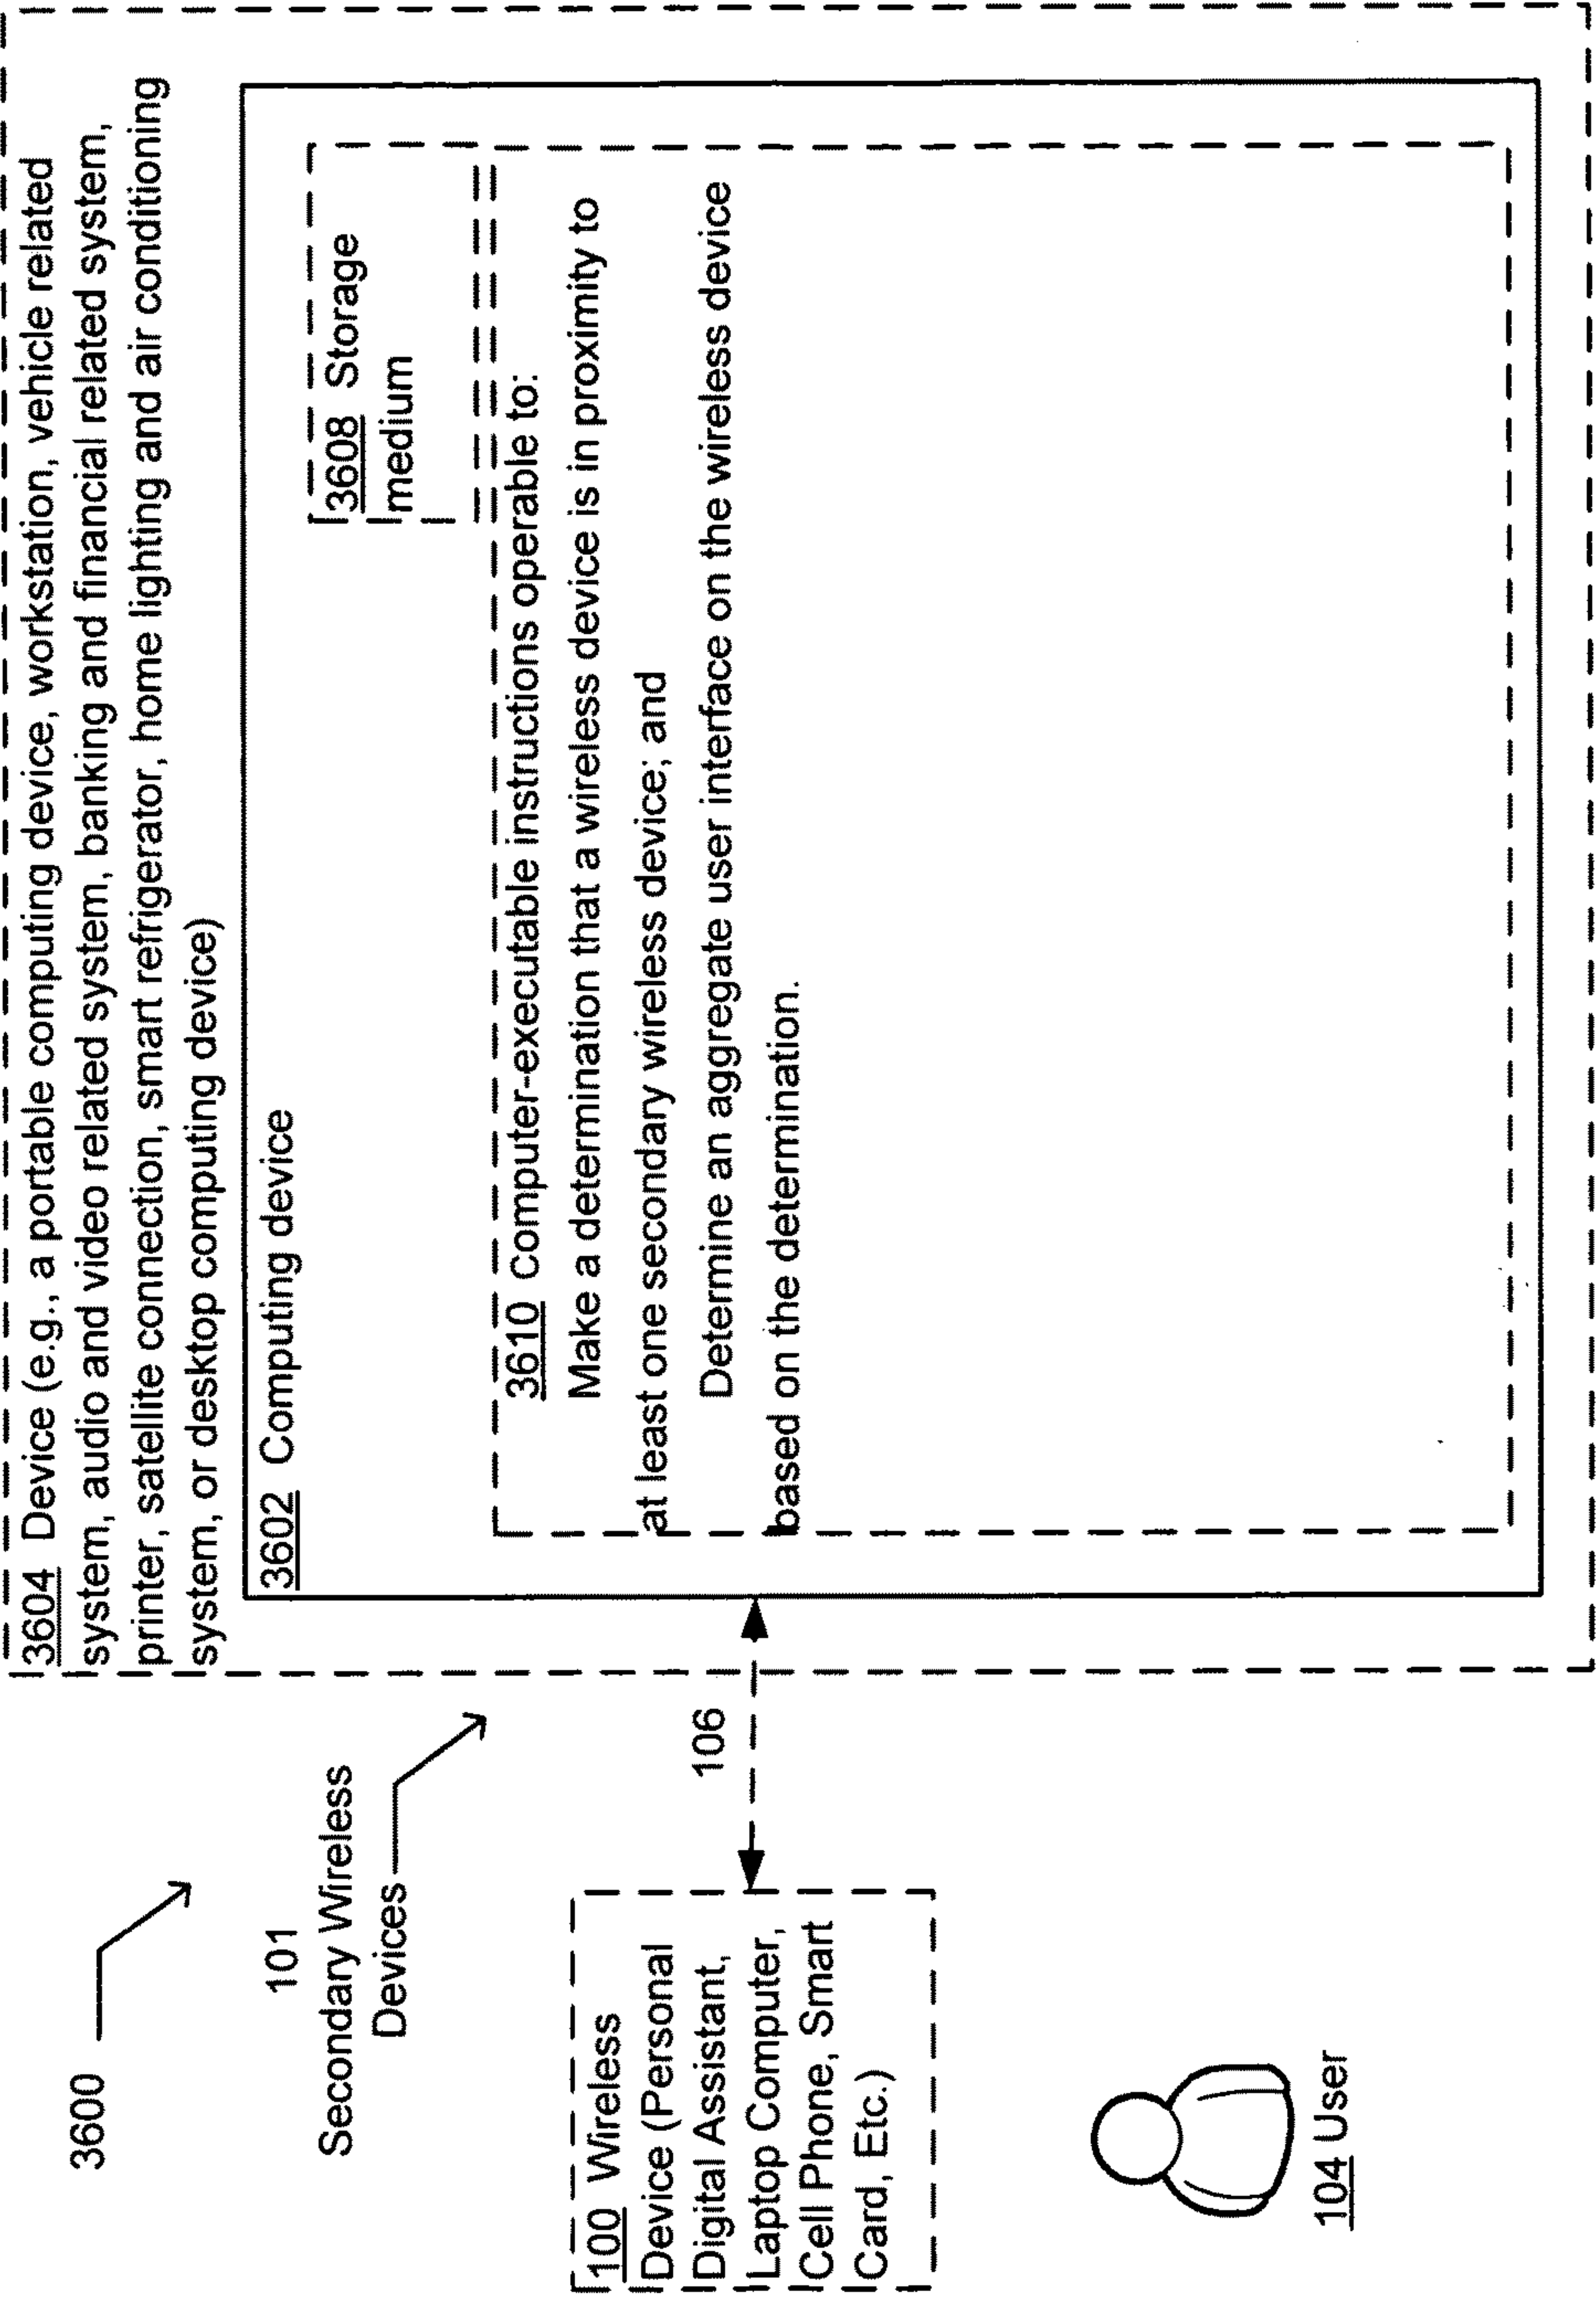 3600
101
Secondary Wireless
Devices
100 Wireless
Device (Personal
Digital Assistant,
Laptop Computer,
Cell Phone, Smart
Card, Etc.)
104 User
106
3604 Device (e.g., a portable computing device, workstation, vehicle related
system, audio and video related system, banking and financial related system,
printer, satellite connection, smart refrigerator, home lighting and air conditioning
system, or desktop computing device)
3602 Computing device
3608 Storage
medium
3610 Computer-executable instructions operable to:
Make a determination that a wireless device is in proximity to
at least one secondary wireless device; and
Determine an aggregate user interface on the wireless device
based on the determination.